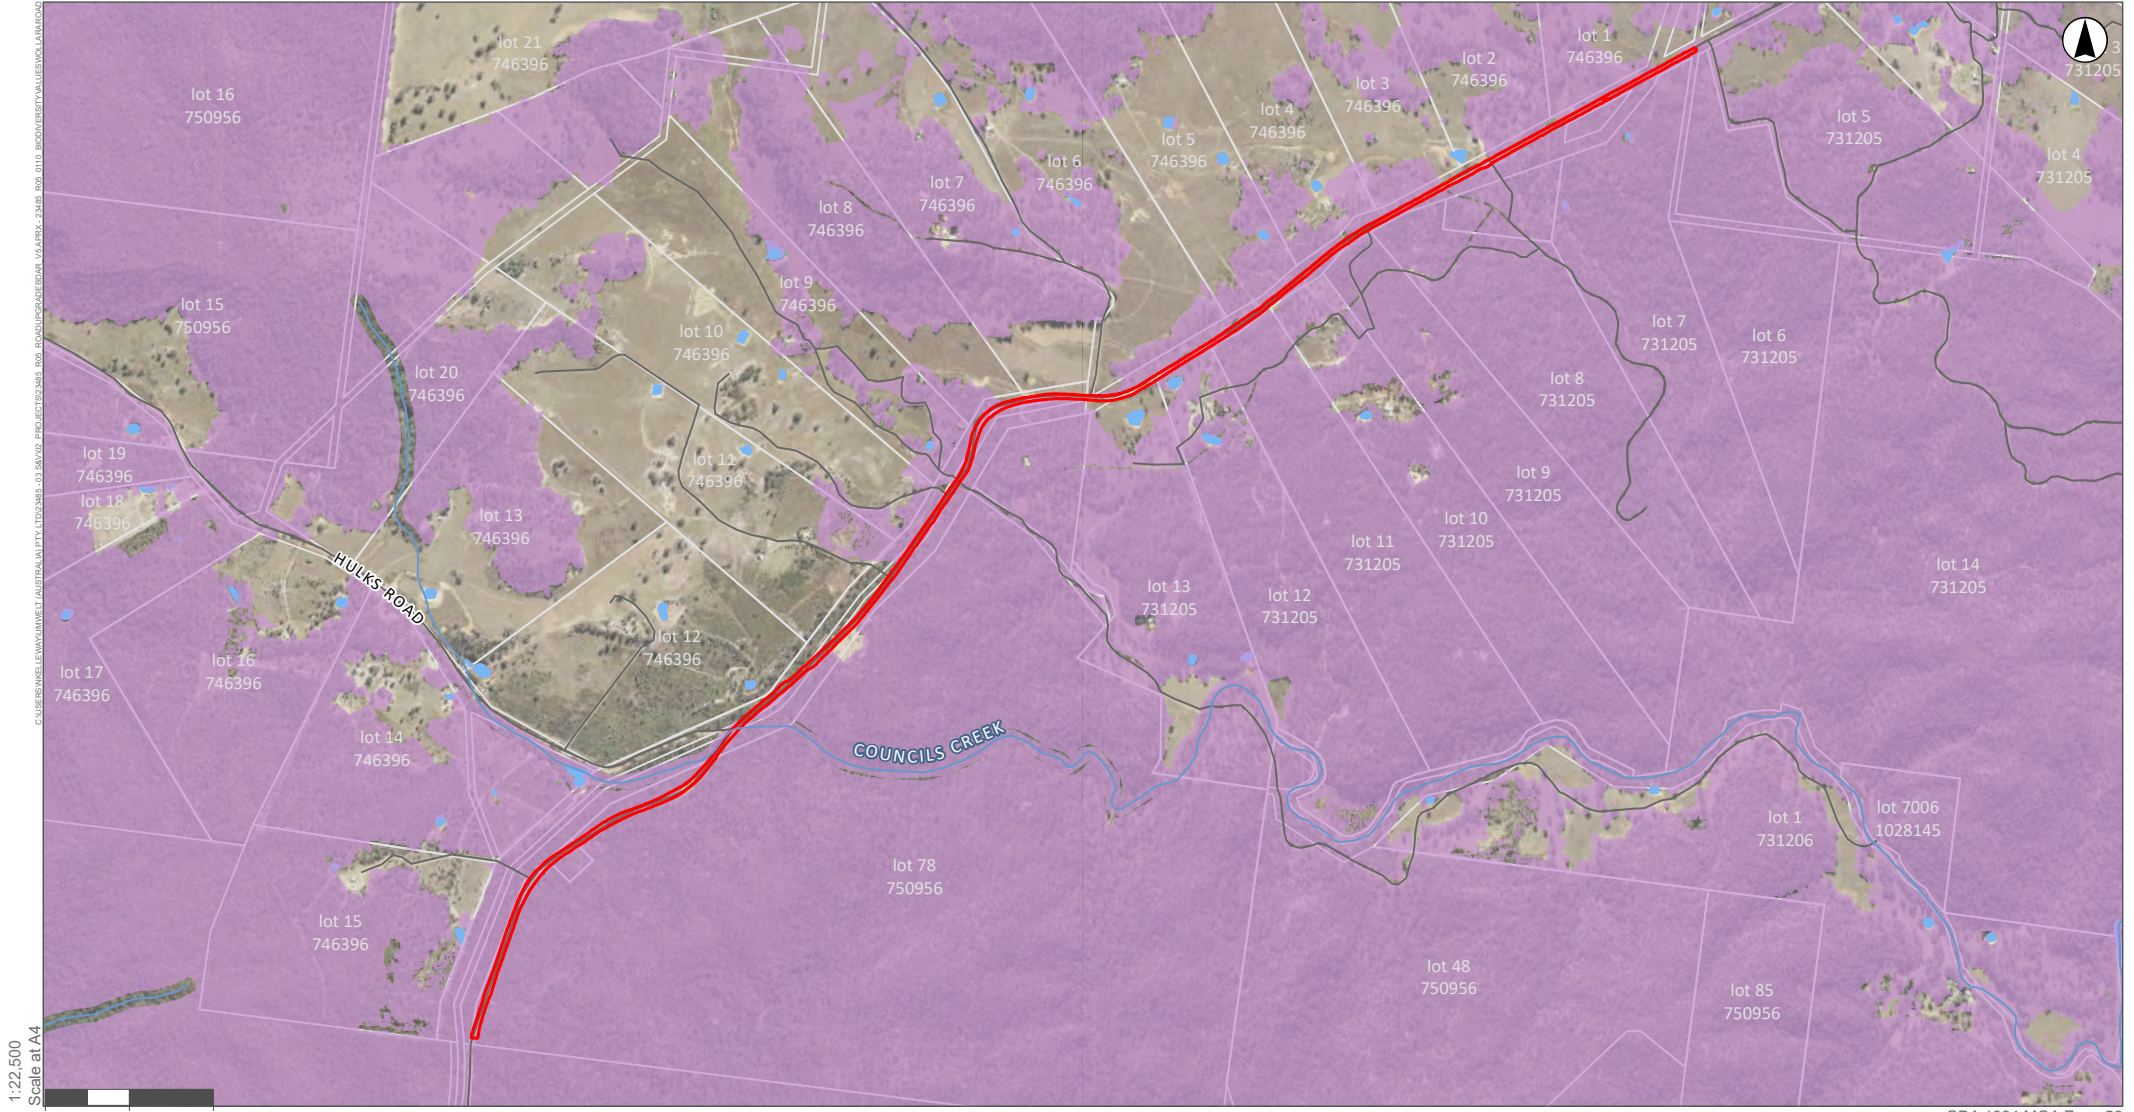 lot 21
746396
lot 16
750956
lot 1
746396
lot 2
746396
lot 3
746396
lot 4
746396
lot 5
746396
lot 6
746396
lot 7
746396
lot 8
746396
lot 9
746396
lot 10
746396
lot 11
746396
lot 12
746396
lot 13
746396
lot 20
746396
lot 15
750956
lot 19
746396
lot 18
746396
lot 17
746396
lot 16
746396
lot 14
746396
lot 15
746396
HULKS ROAD
COUNCILS CREEK
3
731205
lot 5
731205
lot 4
731205
lot 7
731205
lot 6
731205
lot 8
731205
lot 9
731205
lot 10
731205
lot 11
731205
lot 12
731205
lot 13
731205
lot 14
731205
lot 1
731206
lot 7006
1028145
lot 78
750956
lot 48
750956
lot 85
750956
1:22,500
Scale at A4